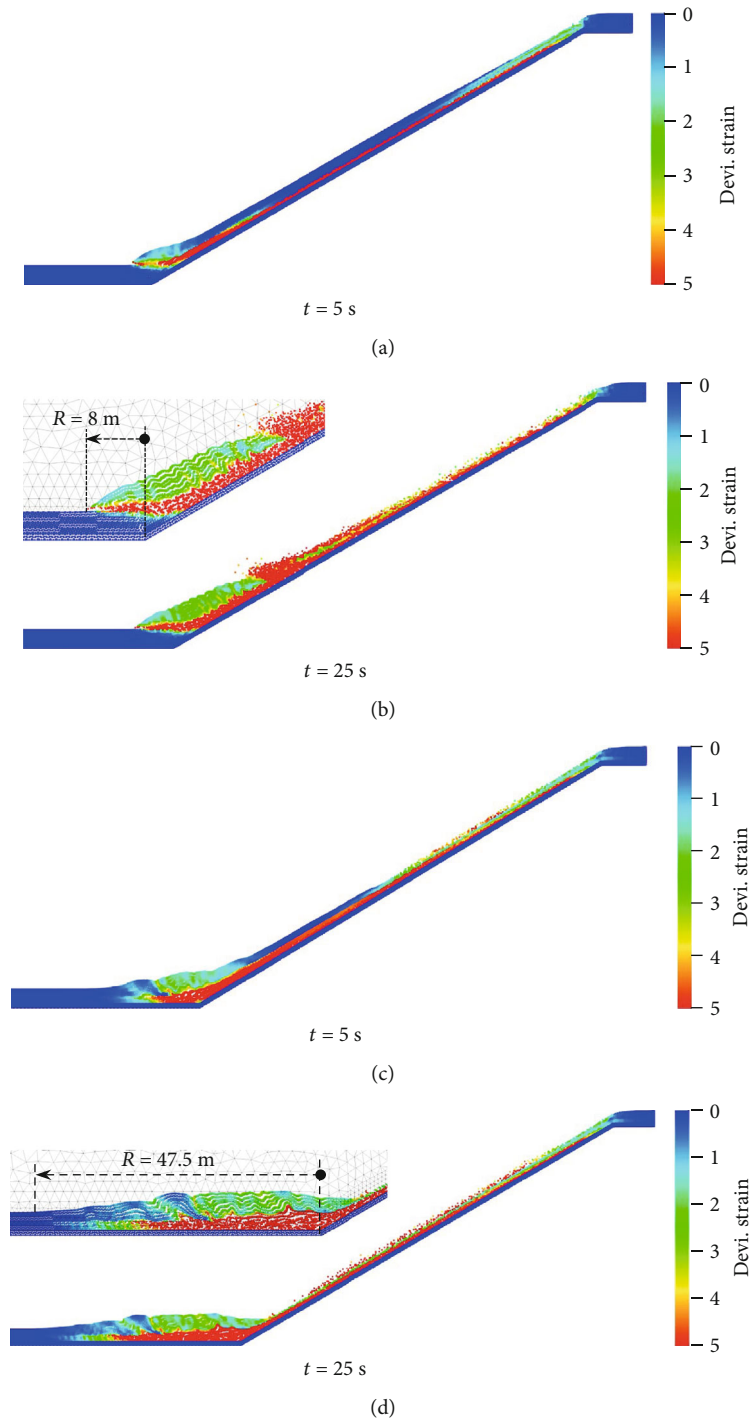 0
1
2
3
4
5
Devi. strain
t = 5 s
(a)
R = 8 m
0
1
2
3
4
5
Devi. strain
t = 25 s
(b)
0
1
2
3
4
5
Devi. strain
t = 5 s
(c)
R = 47.5 m
0
1
2
3
4
5
Devi. strain
t = 25 s
(d)